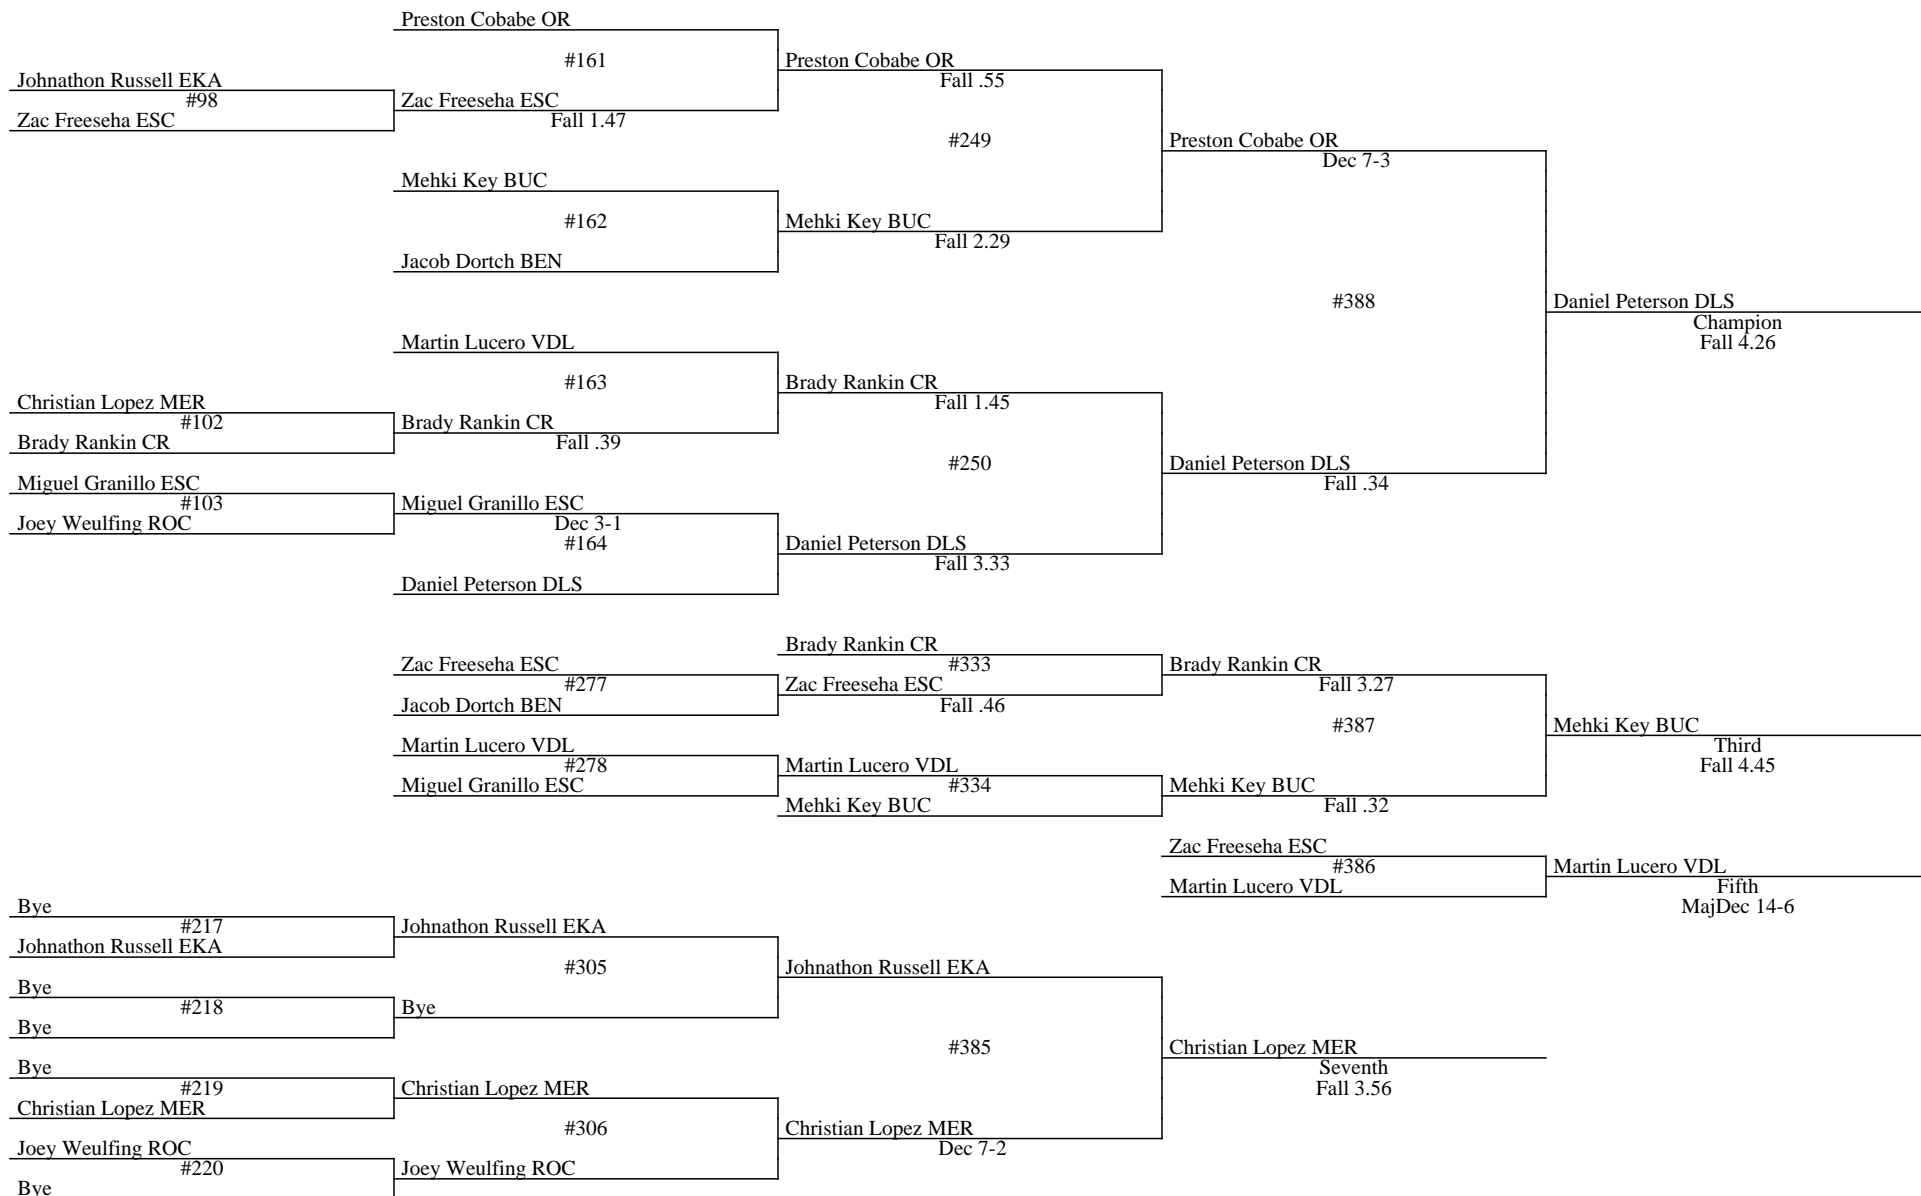 Preston Cobabe OR
#161
Johnathon Russell EKA
#98
Zac Freeseha ESC
Zac Freeseha ESC
Fall 1.47
Preston Cobabe OR
Fall .55
#249
Mehki Key BUC
#162
Jacob Dortch BEN
Mehki Key BUC
Fall 2.29
Preston Cobabe OR
Dec 7-3
#388
Martin Lucero VDL
#163
Christian Lopez MER
#102
Brady Rankin CR
Brady Rankin CR
Fall .39
Brady Rankin CR
Fall 1.45
#250
Miguel Granillo ESC
#103
Joey Weulfing ROC
Miguel Granillo ESC
Dec 3-1
#164
Daniel Peterson DLS
Daniel Peterson DLS
Fall 3.33
Daniel Peterson DLS
Fall .34
Daniel Peterson DLS
Champion
Fall 4.26
Brady Rankin CR
#333
Zac Freeseha ESC
#277
Jacob Dortch BEN
Zac Freeseha ESC
Fall .46
Brady Rankin CR
Fall 3.27
#387
Martin Lucero VDL
#278
Miguel Granillo ESC
Martin Lucero VDL
#334
Mehki Key BUC
Mehki Key BUC
Fall .32
Mehki Key BUC
Third
Fall 4.45
Zac Freeseha ESC
#386
Martin Lucero VDL
Martin Lucero VDL
Fifth
MajDec 14-6
Bye
#217
Johnathon Russell EKA
Johnathon Russell EKA
#305
Bye
#218
Bye
Bye
Johnathon Russell EKA
#385
Bye
#219
Christian Lopez MER
Christian Lopez MER
#306
Joey Weulfing ROC
#220
Bye
Joey Weulfing ROC
Christian Lopez MER
Dec 7-2
Christian Lopez MER
Seventh
Fall 3.56